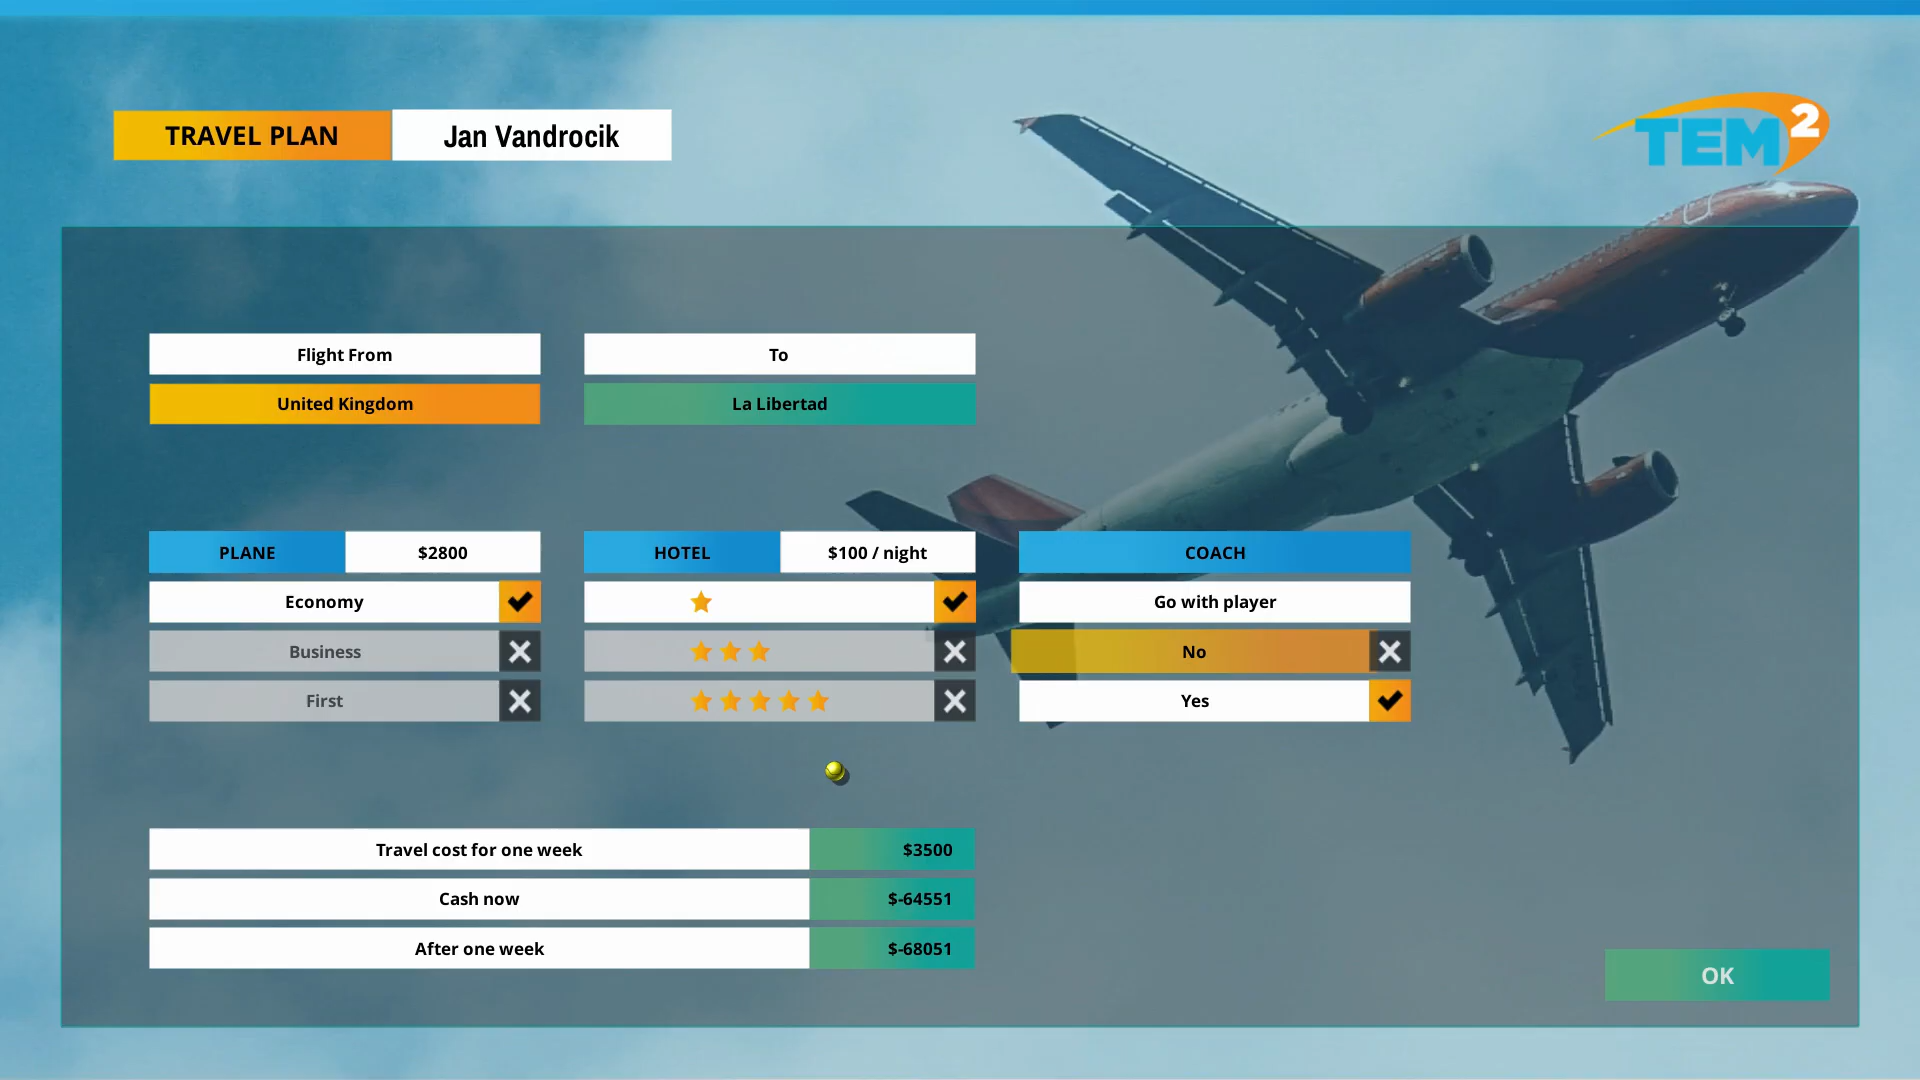 TRAVEL PLAN
Jan Vandrocik
TEM2
Flight From
To
United Kingdom
La Libertad
PLANE
$2800
HOTEL
$100 / night
COACH
Economy
Go with player
Business
No
First
Yes
Travel cost for one week
$3500
Cash now
$-64551
After one week
$-68051
OK